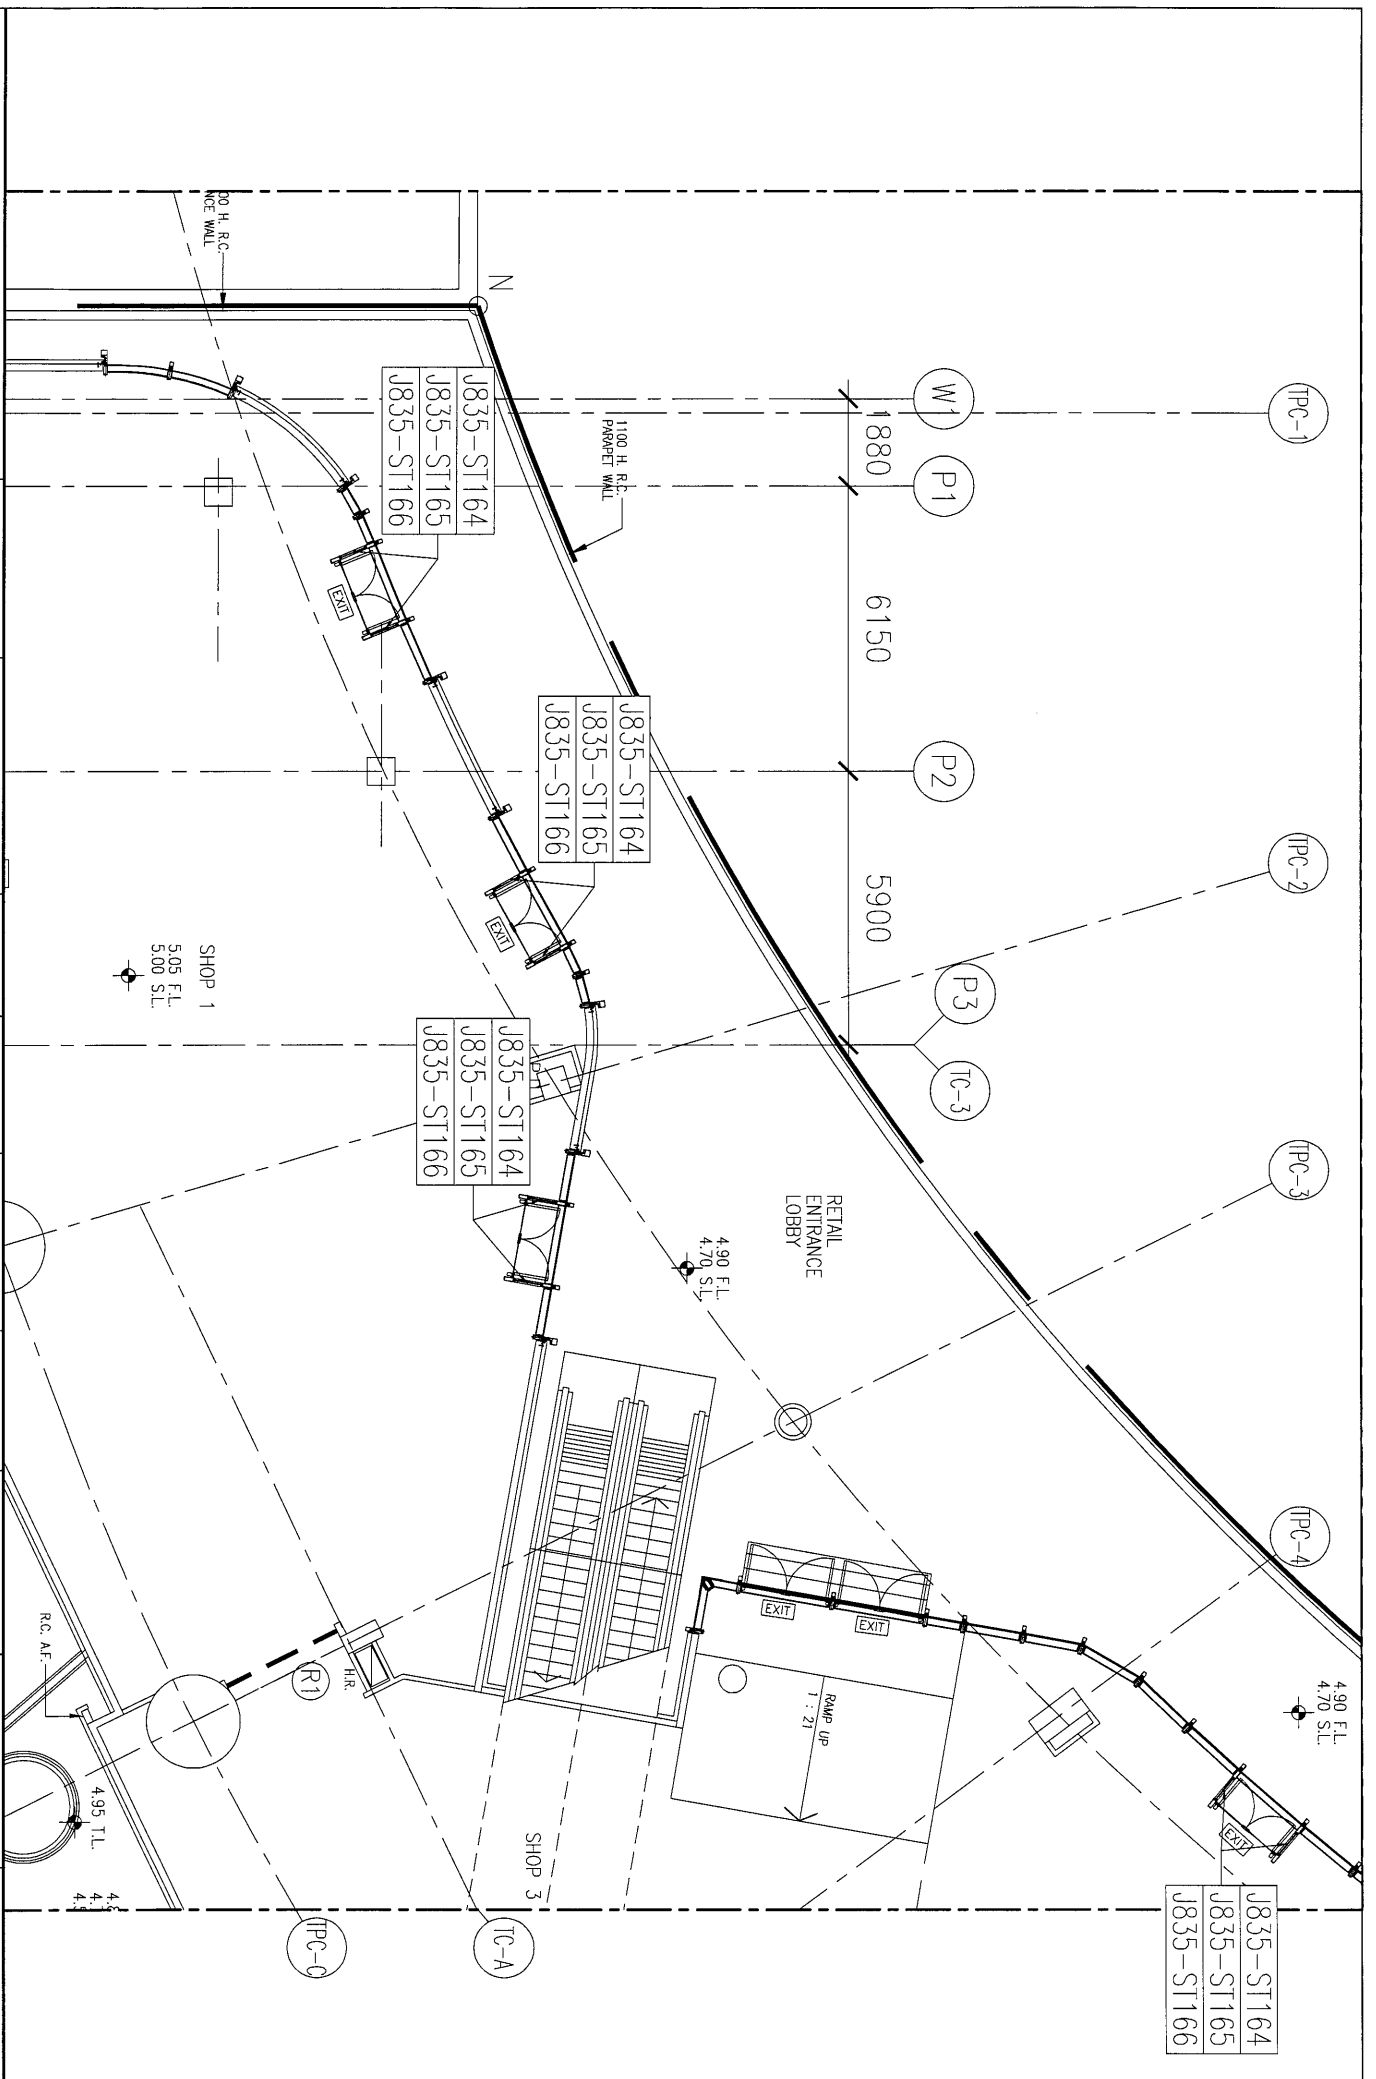 TPC-1
TPC-2
TPC-3
TPC-4
W1
P1
P2
P3
TC-3
1880
6150
5900
N
00 H. R.C.
NCE WALL
1100 H. R.C.
PARAPET WALL
J835-ST164
J835-ST165
J835-ST166
EXIT
J835-ST164
J835-ST165
J835-ST166
EXIT
J835-ST164
J835-ST165
J835-ST166
RETAIL
ENTRANCE
LOBBY
4.90 F.L.
4.70 S.L.
SHOP 1
5.05 F.L.
5.00 S.L.
4.90 F.L.
4.70 S.L.
EXIT
EXIT
RAMP UP
1 : 21
EXIT
J835-ST164
J835-ST165
J835-ST166
SHOP 3
H.R.
R1
R.C. A.F.
4.95 T.L.
TC-A
TPC-C